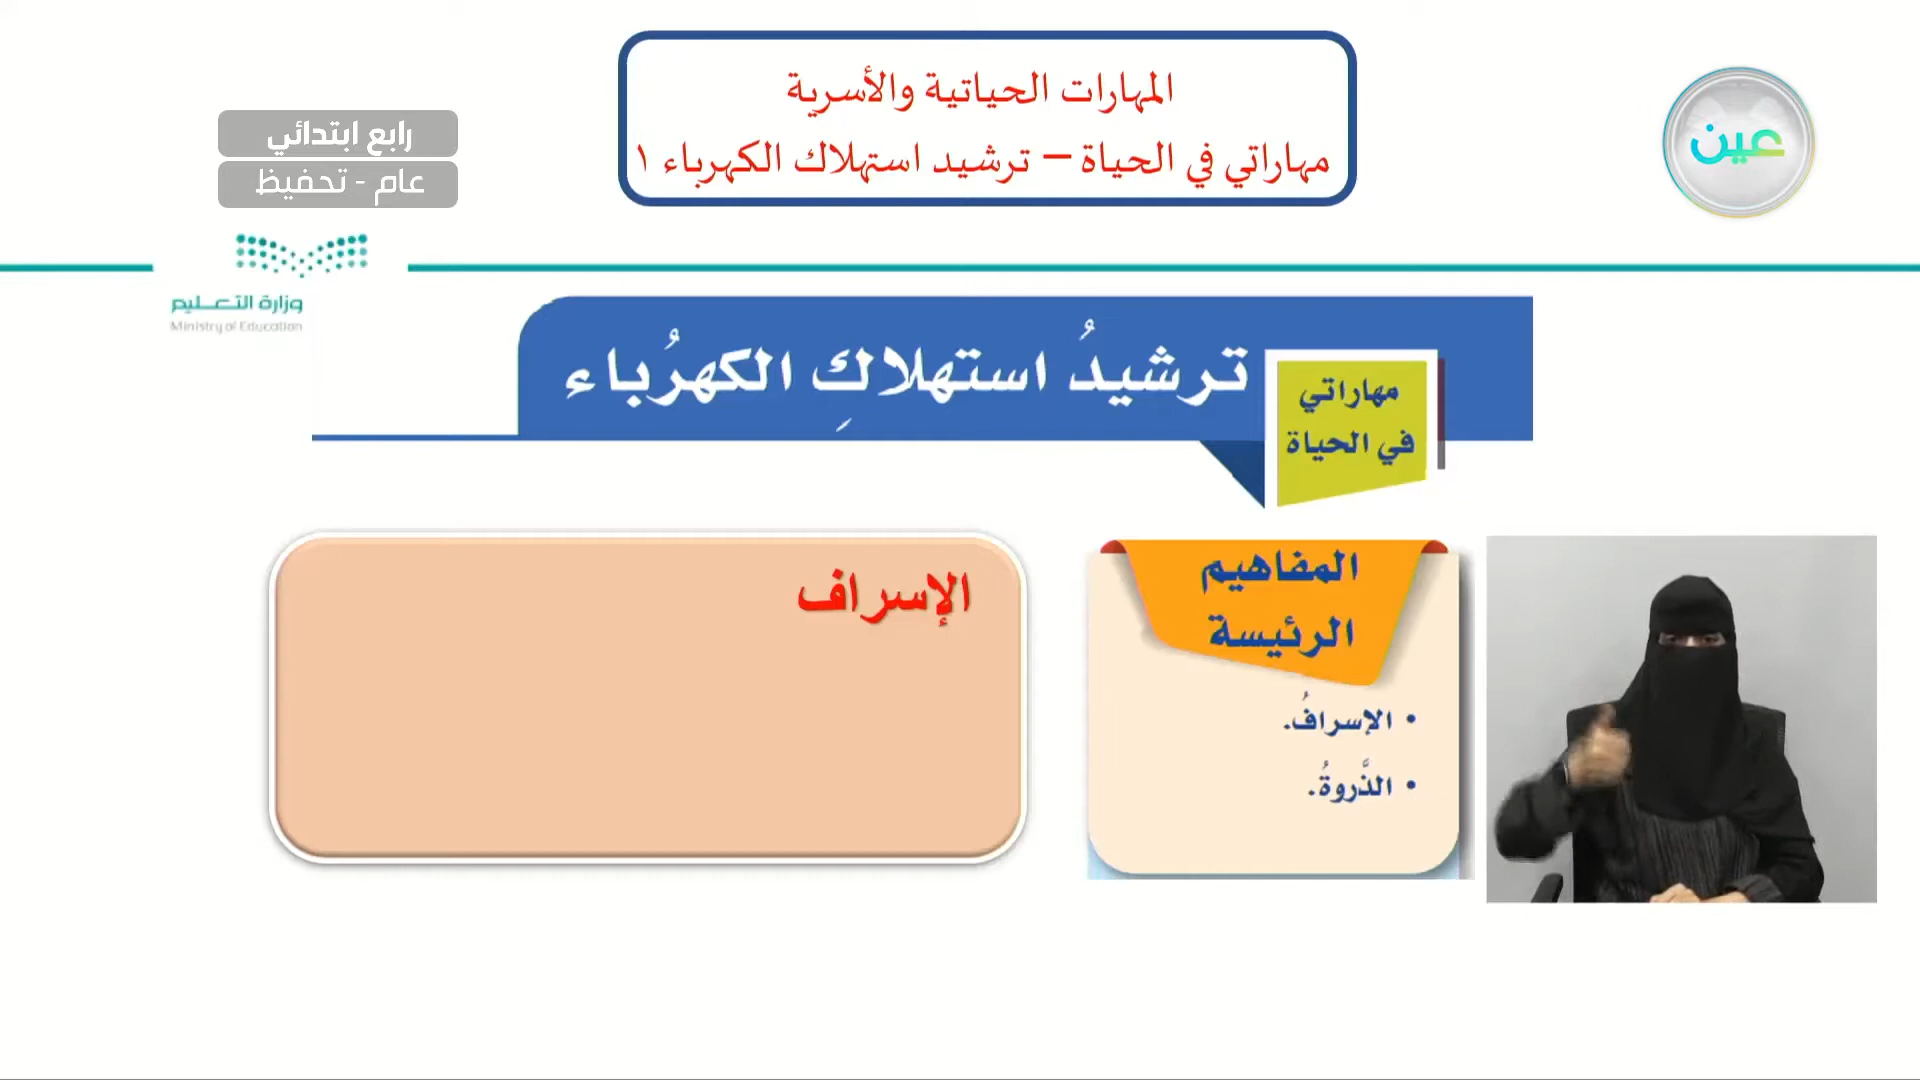 المهارات الحياتية والأسرية
مهاراتي في الحياة – ترشيد استهلاك الكهرباء ١
عين
رابع ابتدائي
عام - تحفيظ
وزارة التعليم
Ministry of Education
ترشيدُ استهلاكِ الكهرُباء
مهاراتي
في الحياة
المفاهيم
الرئيسة
• الإسرافُ.
• الذَّروةُ.
الإسراف